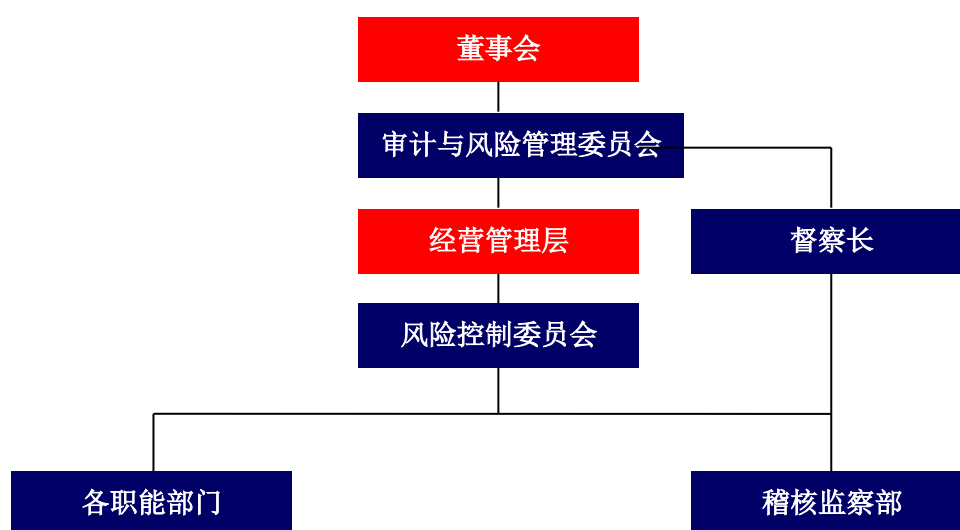 董事会
审计与风险管理委员会
经营管理层
督察长
风险控制委员会
各职能部门
稽核监察部